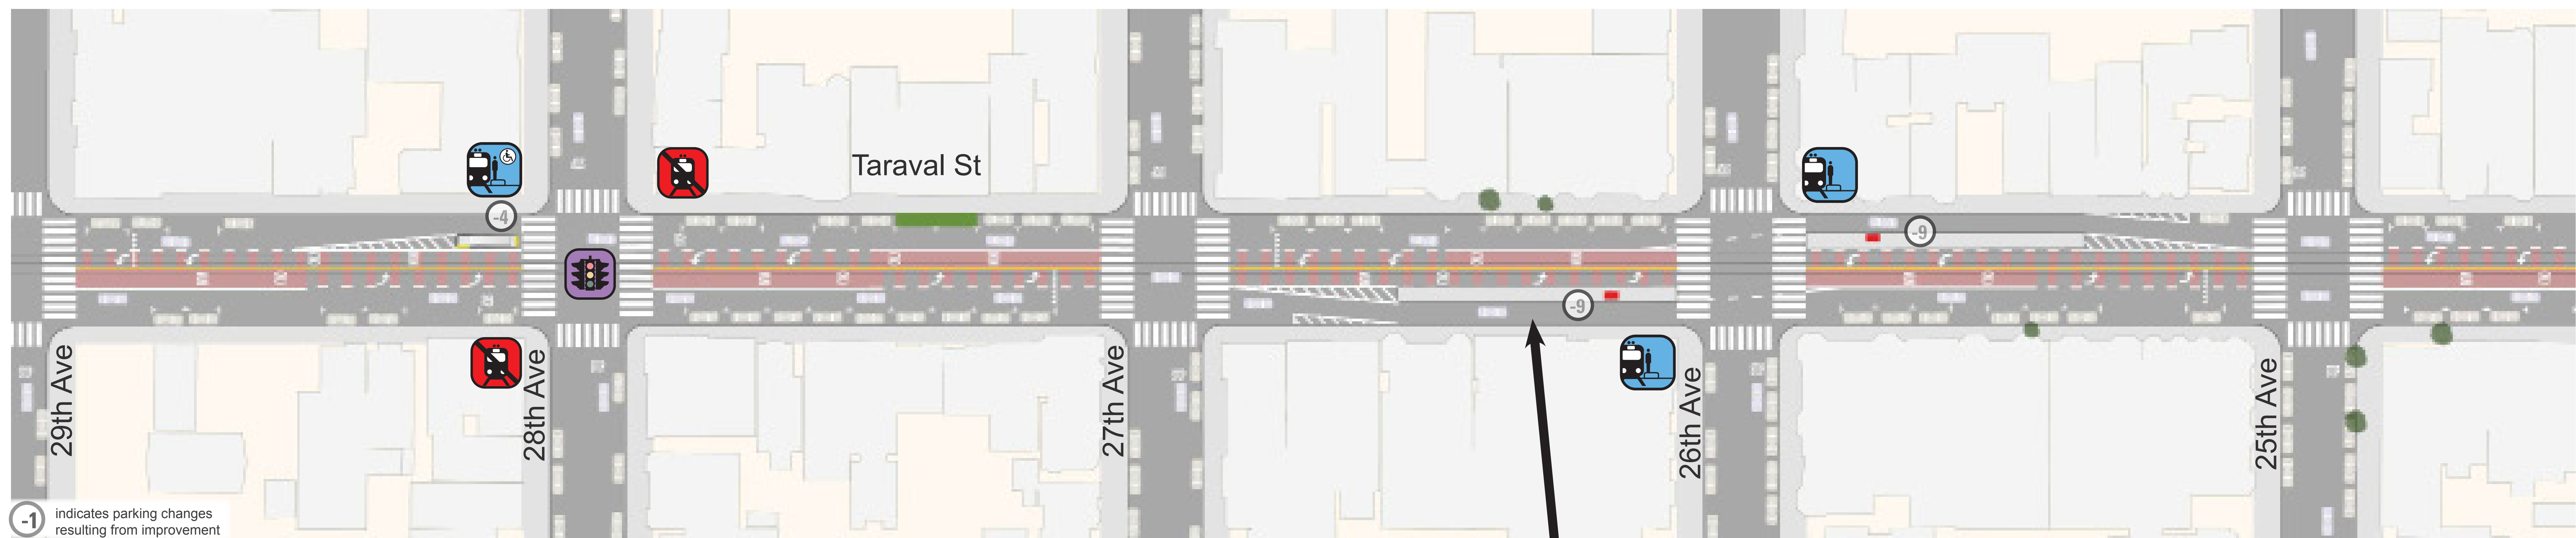 Taraval St
-4
-9
-9
29th Ave
28th Ave
27th Ave
26th Ave
25th Ave
-1
indicates parking changes
resulting from improvement